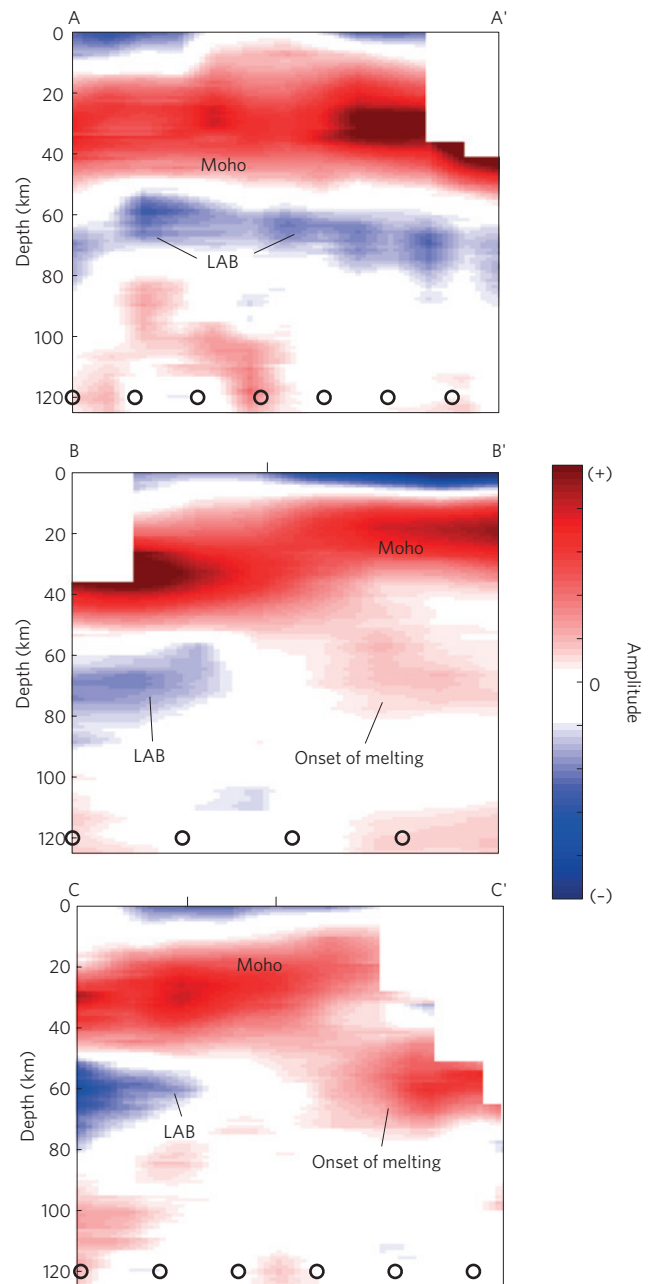 A A'
0
20
40
60
80
100
120
Depth (km)
Moho
LAB
B B'
0
20
40
60
80
100
120
Depth (km)
Moho
LAB
Onset of melting
(+)
0
(–)
Amplitude
C C'
0
20
40
60
80
100
120
Depth (km)
Moho
LAB
Onset of melting